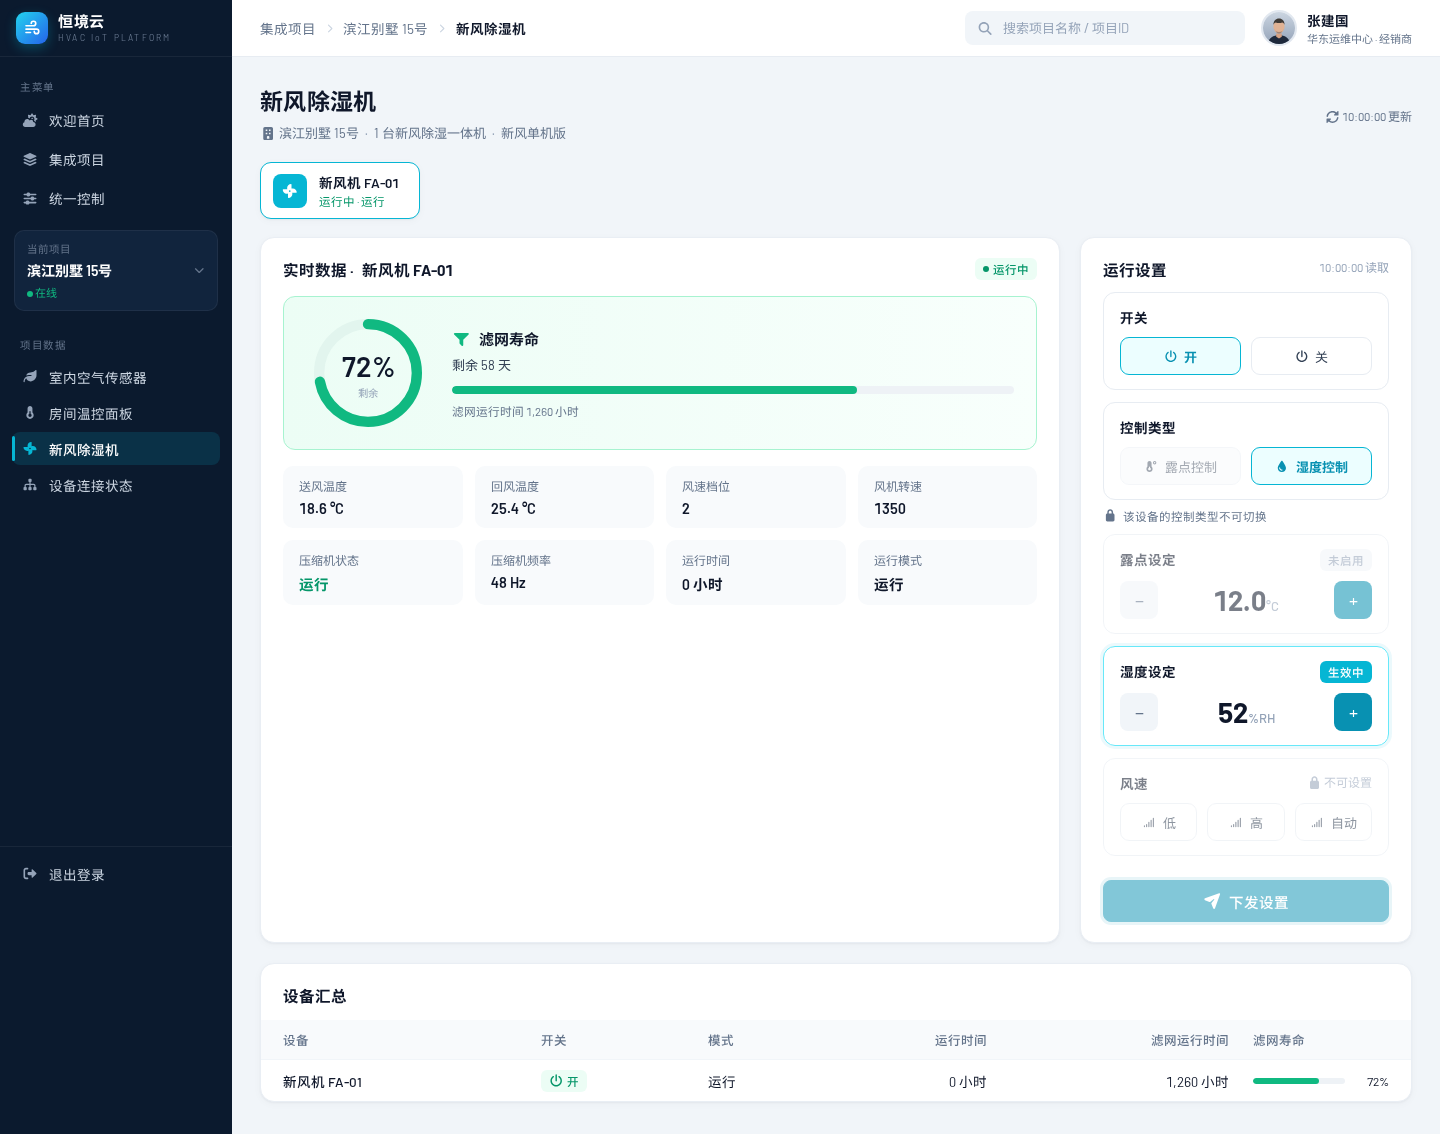 恒境云
HVAC IoT PLATFORM
主菜单
欢迎首页
集成项目
统一控制
当前项目
滨江别墅 15号
在线
项目数据
室内空气传感器
房间温控面板
新风除湿机
设备连接状态
退出登录
集成项目 滨江别墅 15号 新风除湿机
搜索项目名称 / 项目ID
张建国
华东运维中心 · 经销商
新风除湿机
滨江别墅 15号 · 1 台新风除湿一体机 · 新风单机版
10:00:00 更新
新风机 FA-01
运行中 · 运行
实时数据 · 新风机 FA-01
运行中
72%
剩余
滤网寿命
剩余 58 天
滤网运行时间 1,260 小时
送风温度
18.6 ℃
回风温度
25.4 ℃
风速档位
2
风机转速
1350
压缩机状态
运行
压缩机频率
48 Hz
运行时间
0 小时
运行模式
运行
运行设置
10:00:00 读取
开关
开
关
控制类型
露点控制
湿度控制
该设备的控制类型不可切换
露点设定
未启用
− 12.0℃ +
湿度设定
生效中
− 52%RH +
风速
不可设置
低
高
自动
下发设置
设备汇总
设备 开关 模式 运行时间 滤网运行时间 滤网寿命
新风机 FA-01 开 运行 0 小时 1,260 小时 72%